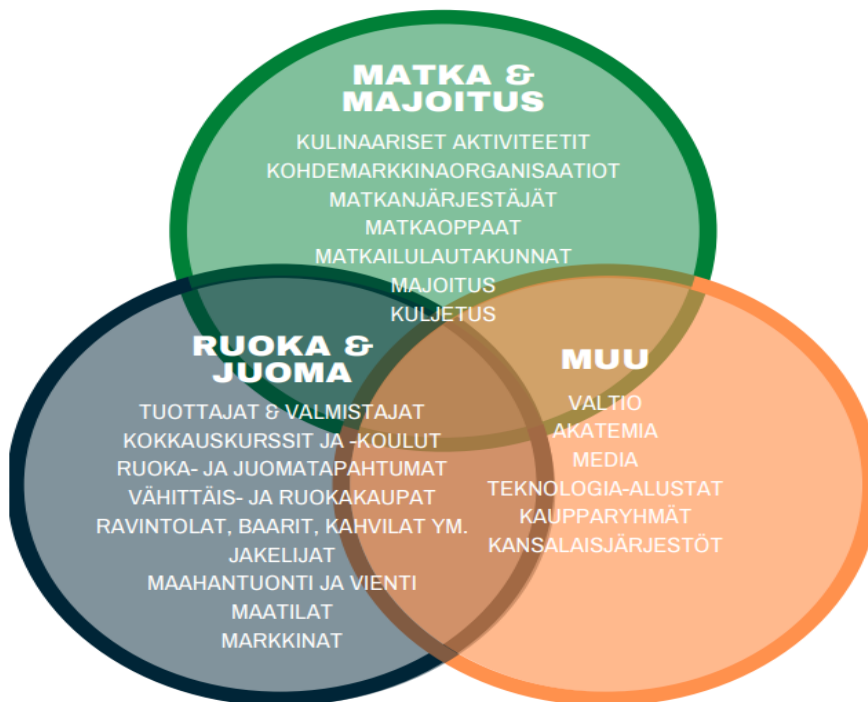 MATKA &
MAJOITUS
KULINAARISET AKTIVITEETIT
KOHDEMARKKINAORGANISAATIOT
MATKANJÄRJESTÄJÄT
MATKAOPPAAT
MATKAILULAUTAKUNNAT
MAJOITUS
KULJETUS
RUOKA &
JUOMA
TUOTTAJAT & VALMISTAJAT
KOKKAUSKURSSIT JA -KOULUT
RUOKA- JA JUOMATAPAHTUMAT
VÄHITTÄIS- JA RUOKAKAUPAT
RAVINTOLAT, BAARIT, KAHVILAT YM.
JAKELIJAT
MAAHANTUONTI JA VIENTI
MAATILAT
MARKKINAT
MUU
VALTIO
AKATEMIA
MEDIA
TEKNOLOGIA-ALUSTAT
KAUPPARYHMÄT
KANSALAISJÄRJESTÖT